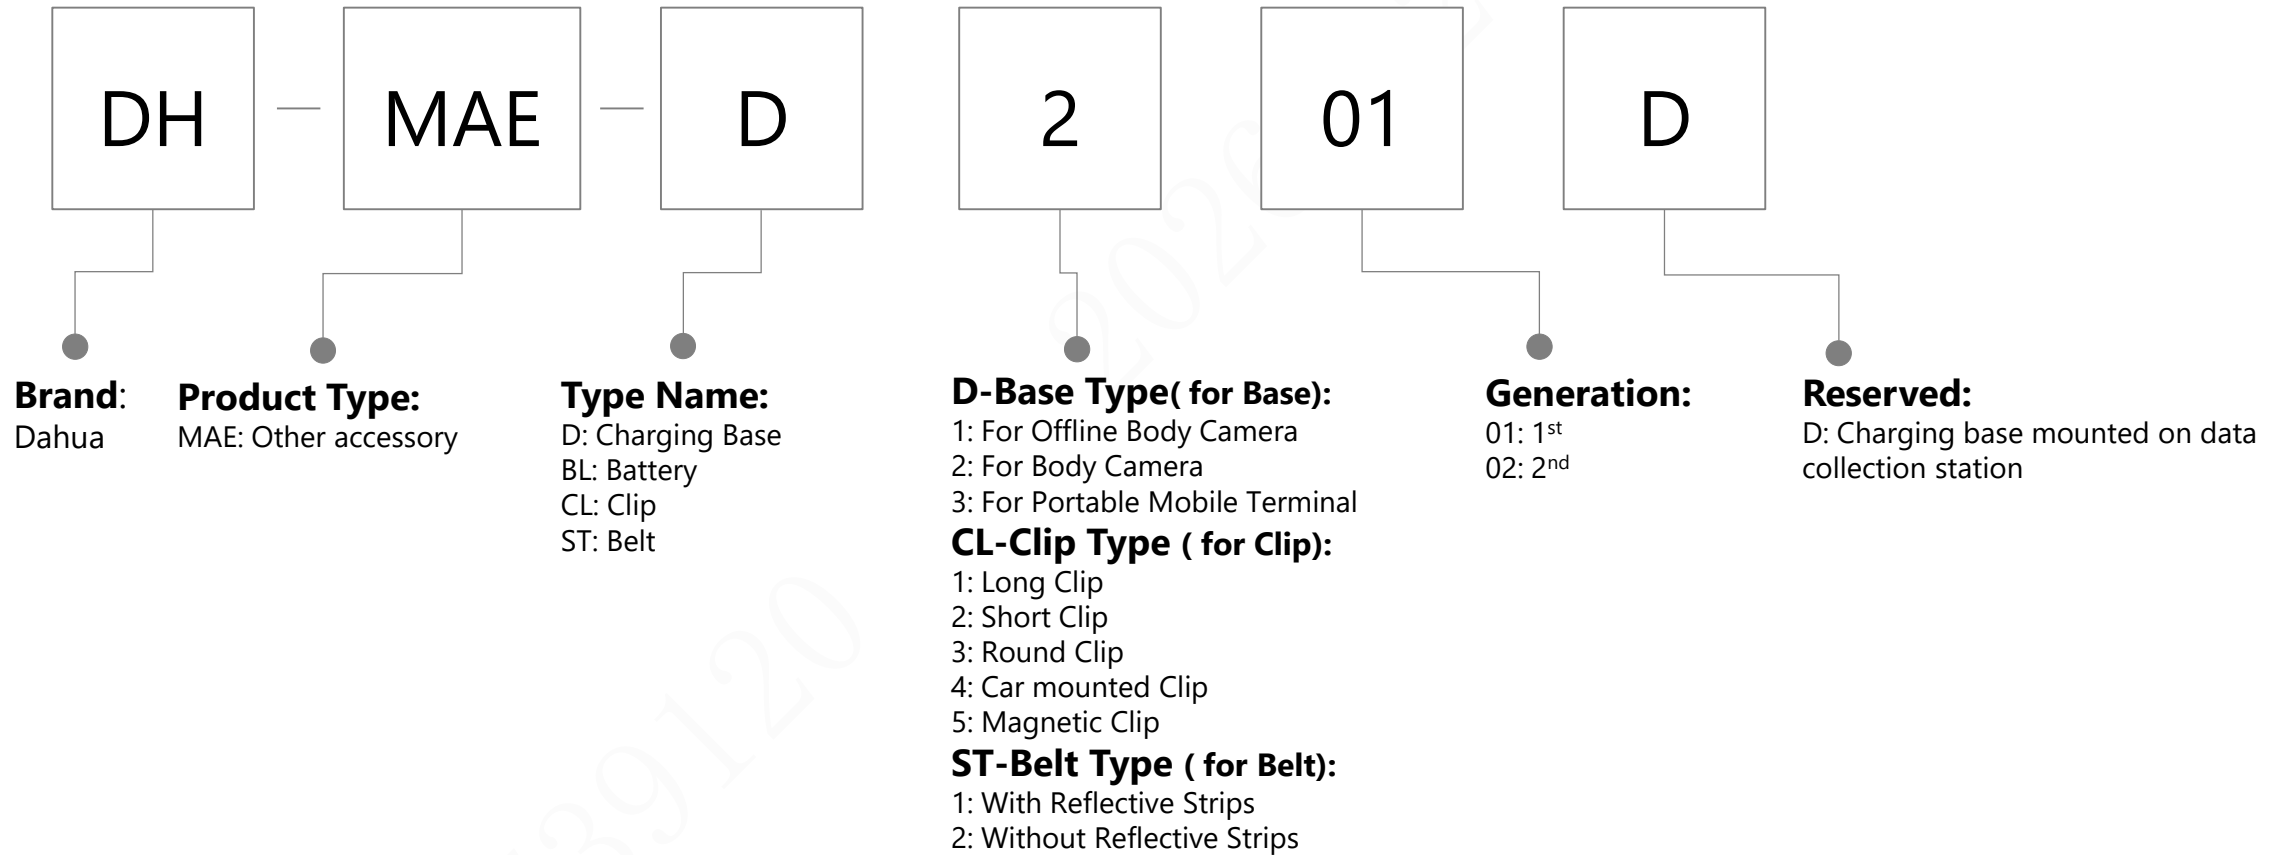 DH — MAE — D 2 01 D
Brand:
Dahua
Product Type:
MAE: Other accessory
Type Name:
D: Charging Base
BL: Battery
CL: Clip
ST: Belt
D-Base Type( for Base):
1: For Offline Body Camera
2: For Body Camera
3: For Portable Mobile Terminal
CL-Clip Type ( for Clip):
1: Long Clip
2: Short Clip
3: Round Clip
4: Car mounted Clip
5: Magnetic Clip
ST-Belt Type ( for Belt):
1: With Reflective Strips
2: Without Reflective Strips
Generation:
01: 1st
02: 2nd
Reserved:
D: Charging base mounted on data
collection station